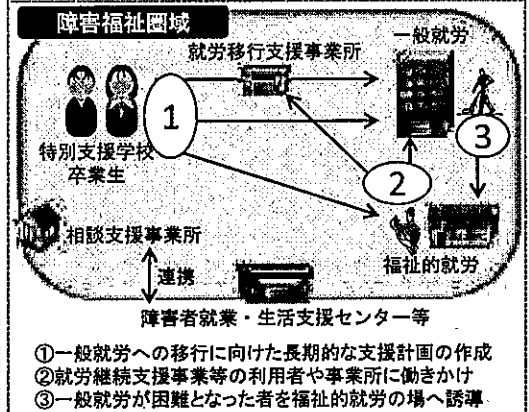 障害福祉圏域
一般就労
就労移行支援事業所
1
3
特別支援学校
卒業生
2
相談支援事業所
福祉的就労
連携
障害者就業・生活支援センター等
①一般就労への移行に向けた長期的な支援計画の作成
②就労継続支援事業等の利用者や事業所に働きかけ
③一般就労が困難となった者を福祉的就労の場へ誘導